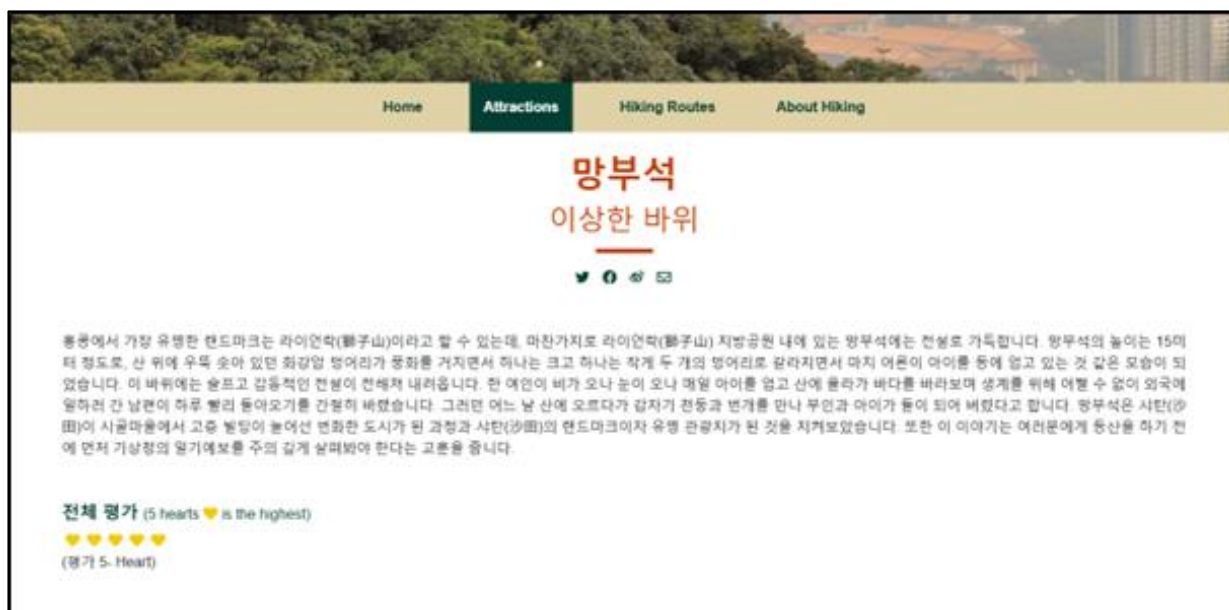 Home Attractions Hiking Routes About Hiking
망부석
이상한 바위
홍콩에서 가장 유명한 랜드마크는 라이언락(獅子山)이라고 할 수 있는데, 마찬가지로 라이언락(獅子山) 지방공원 내에 있는 망부석에는 전설로 가득합니다. 망부석의 높이는 15미
터 정도로, 산 위에 우뚝 솟아 있던 화강암 덩어리가 풍화를 거치면서 하나는 크고 하나는 작게 두 개의 덩어리로 갈라지면서 마치 어른이 아이를 등에 업고 있는 것 같은 모습이 되
었습니다. 이 바위에는 슬프고 감동적인 전설이 전해져 내려옵니다. 한 여인이 비가 오나 눈이 오나 매일 아이를 업고 산에 올라가 바다를 바라보며 생계를 위해 어쩔 수 없이 외국에
일하러 간 남편이 하루 빨리 돌아오기를 간절히 바랬습니다. 그러던 어느 날 산에 오르다가 갑자기 천둥과 번개를 만나 부인과 아이가 돌이 되어 버렸다고 합니다. 망부석은 샤틴(沙
田)이 시골마을에서 고층 빌딩이 늘어선 번화한 도시가 된 과정과 샤틴(沙田)의 랜드마크이자 유명 관광지가 된 것을 지켜보았습니다. 또한 이 이야기는 여러분에게 등산을 하기 전
에 먼저 기상청의 일기예보를 주의 깊게 살펴봐야 한다는 교훈을 줍니다.
전체 평가 (5 hearts is the highest)
(평가 5. Heart)